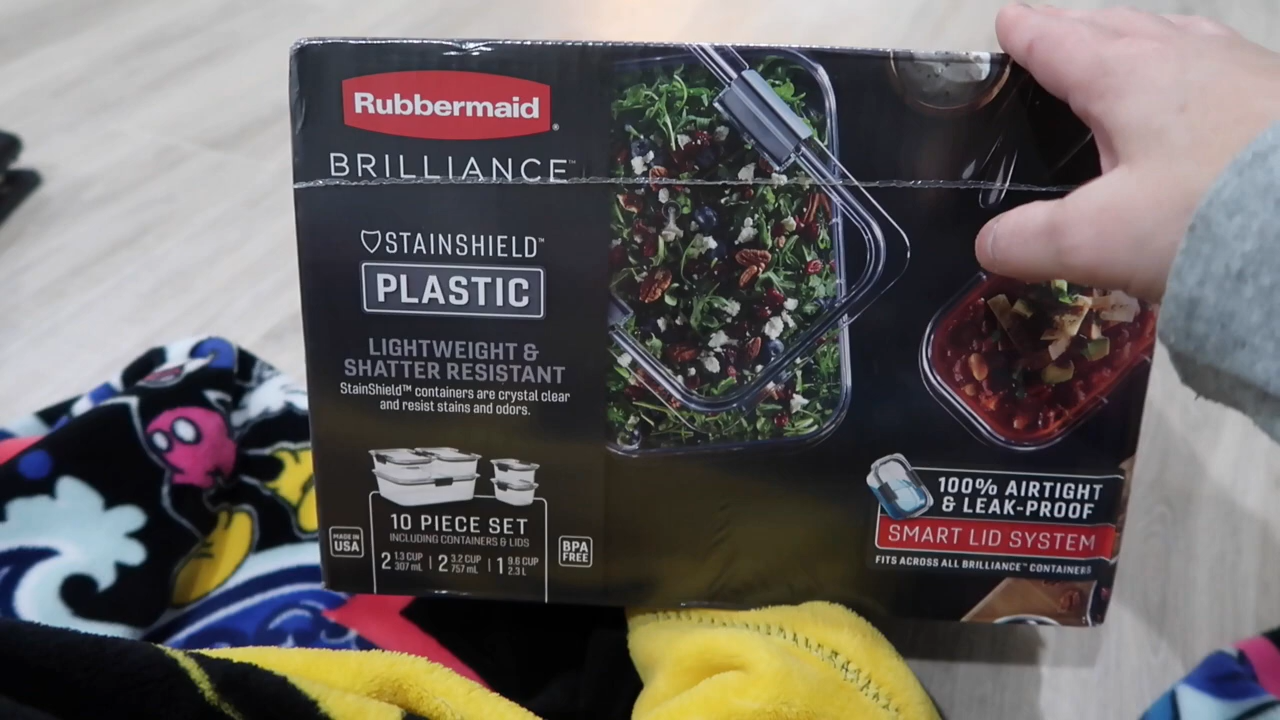 Rubbermaid®
BRILLIANCE™
STAINSHIELD™
PLASTIC
LIGHTWEIGHT &
SHATTER RESISTANT
StainShield™ containers are crystal clear
and resist stains and odors.
10 PIECE SET
INCLUDING CONTAINERS & LIDS
2 1.3 CUP 307 mL | 2 3.2 CUP 757 mL | 1 9.6 CUP 2.3 L
MADE IN
USA
BPA
FREE
100% AIRTIGHT
& LEAK-PROOF
SMART LID SYSTEM
FITS ACROSS ALL BRILLIANCE™ CONTAINERS